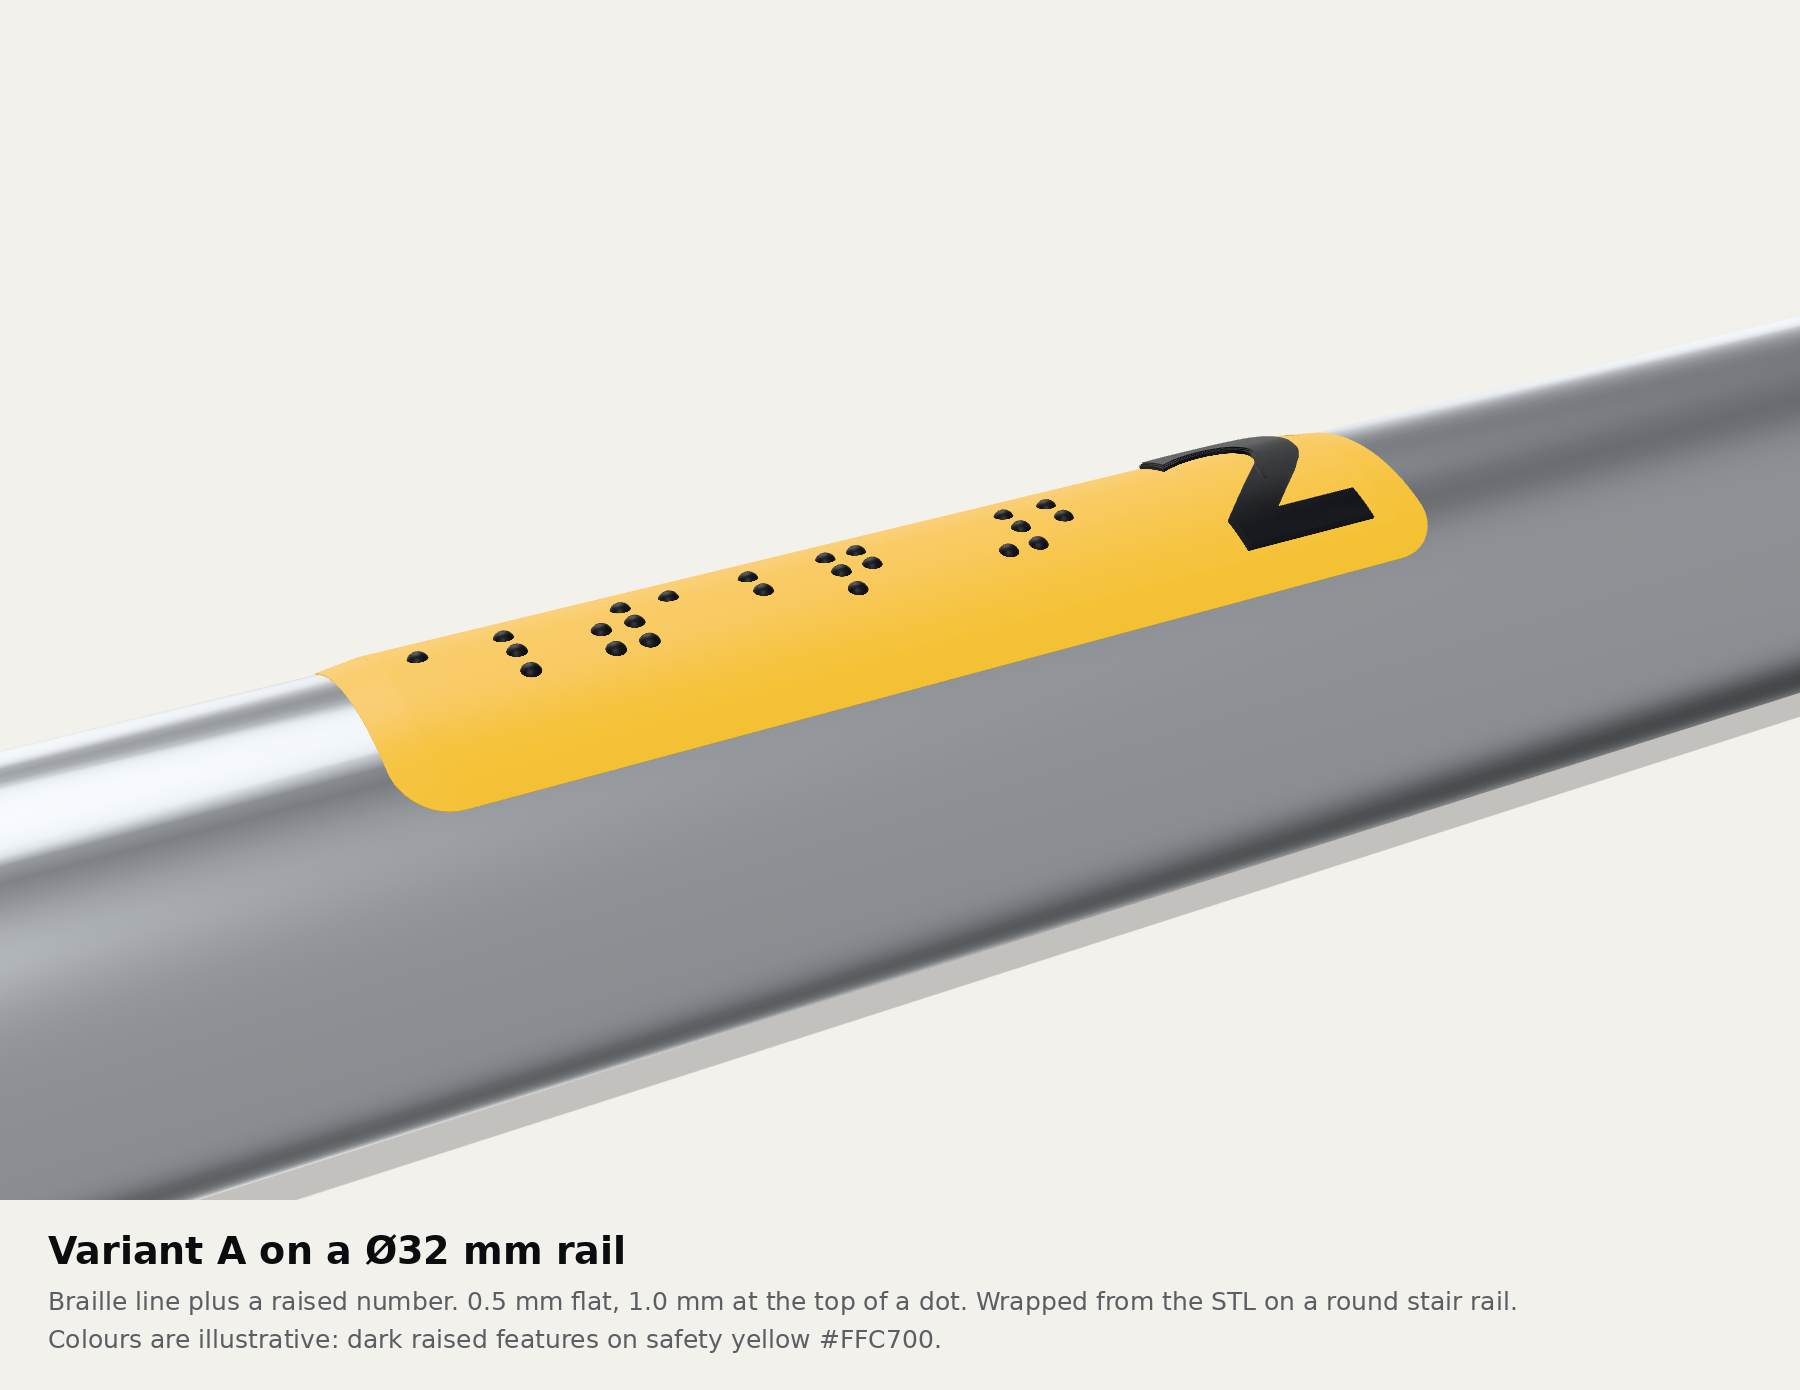 2
Variant A on a Ø32 mm rail
Braille line plus a raised number. 0.5 mm flat, 1.0 mm at the top of a dot. Wrapped from the STL on a round stair rail.
Colours are illustrative: dark raised features on safety yellow #FFC700.